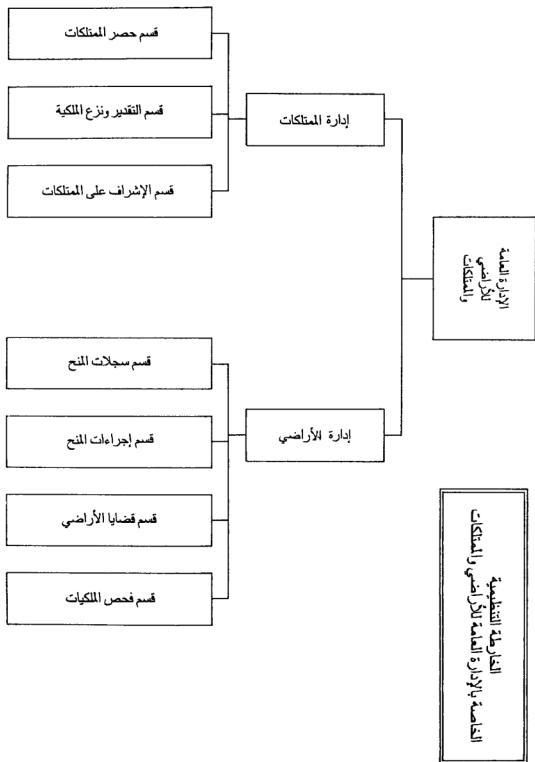 الخارطة التنظيمية
الخاصة بالإدارة العامة للأراضي والممتلكات
الإدارة العامة
للأراضي
والممتلكات
إدارة الممتلكات
قسم حصر الممتلكات
قسم التقدير ونزع الملكية
قسم الإشراف على الممتلكات
إدارة الأراضي
قسم سجلات المنح
قسم إجراءات المنح
قسم قضايا الأراضي
قسم فحص الملكيات